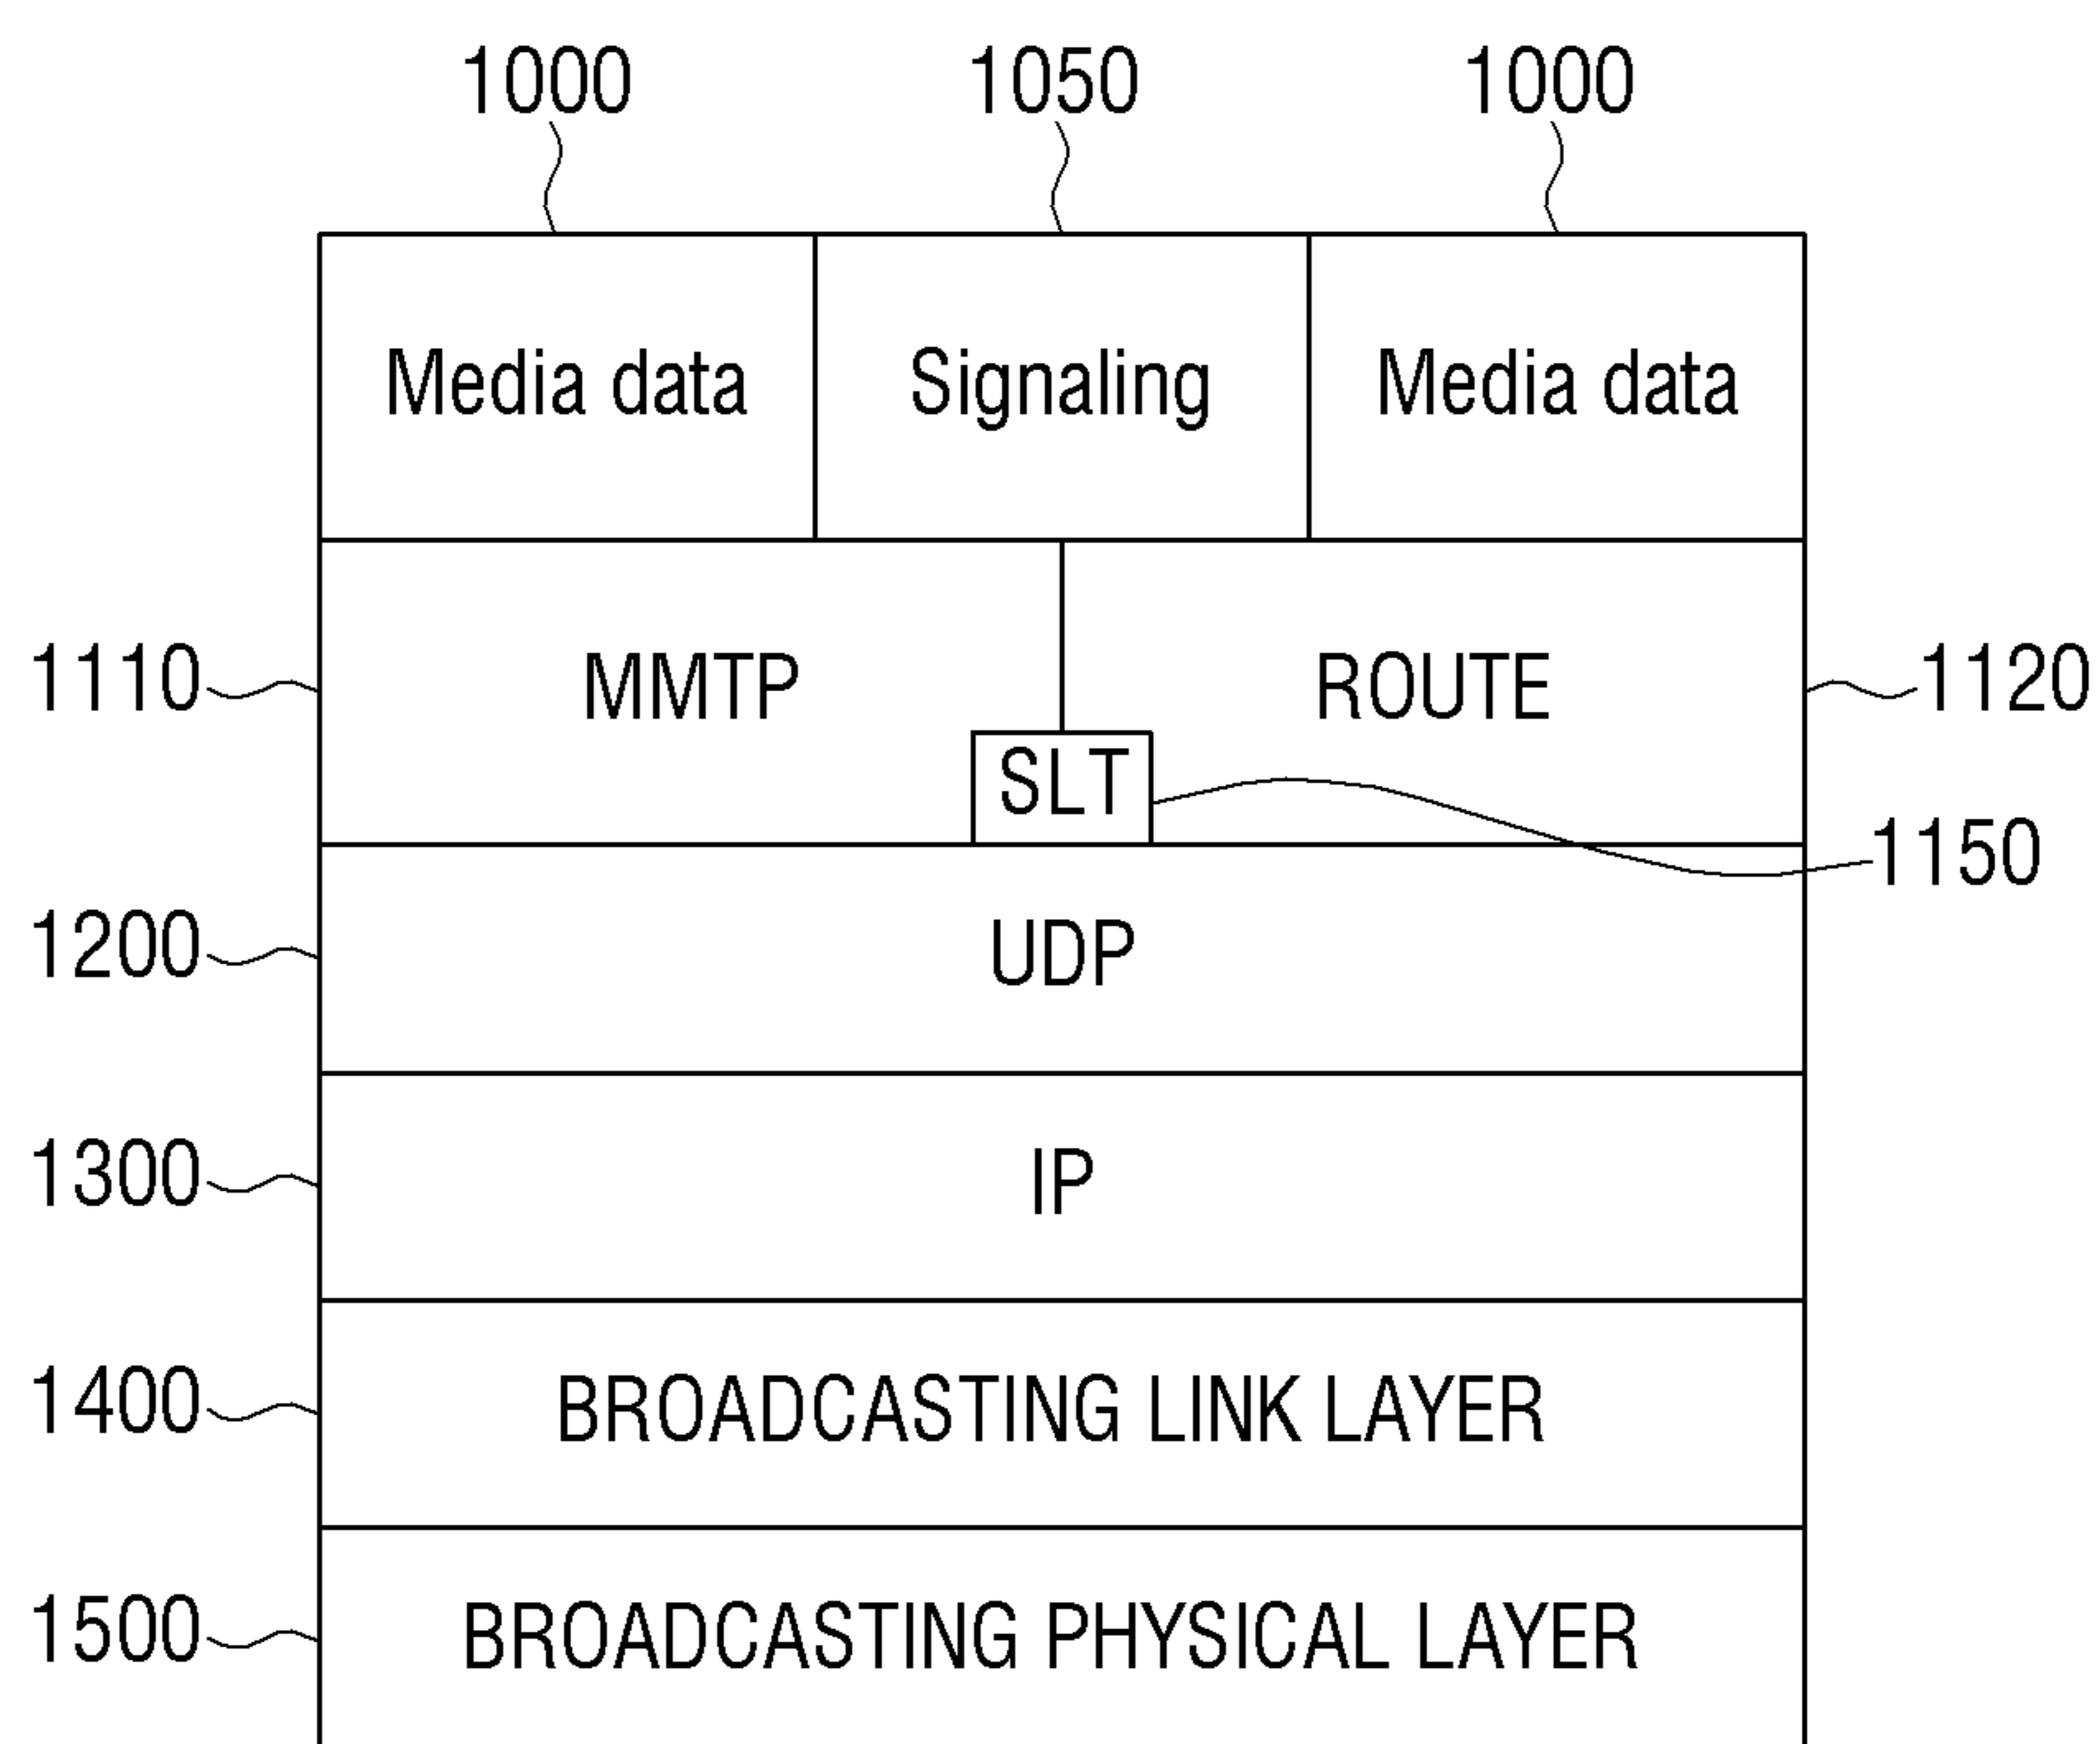 1000 1050 1000
Media data Signaling Media data
1110 MMTP ROUTE 1120
SLT
1150
1200 UDP
1300 IP
1400 BROADCASTING LINK LAYER
1500 BROADCASTING PHYSICAL LAYER